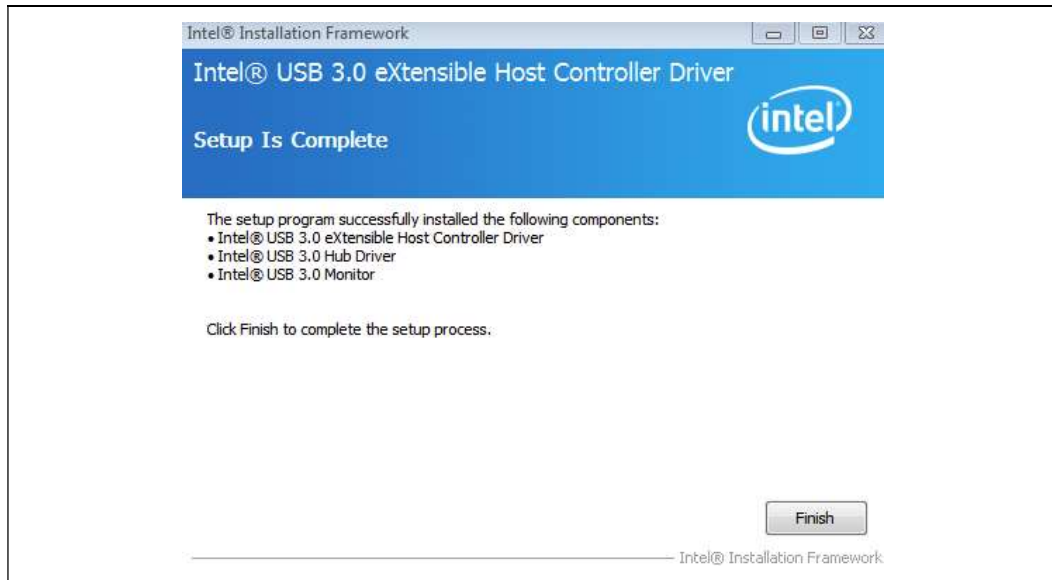 Intel® Installation Framework
Intel® USB 3.0 eXtensible Host Controller Driver
intel
Setup Is Complete
The setup program successfully installed the following components:
• Intel® USB 3.0 eXtensible Host Controller Driver
• Intel® USB 3.0 Hub Driver
• Intel® USB 3.0 Monitor
Click Finish to complete the setup process.
Finish
Intel® Installation Framework